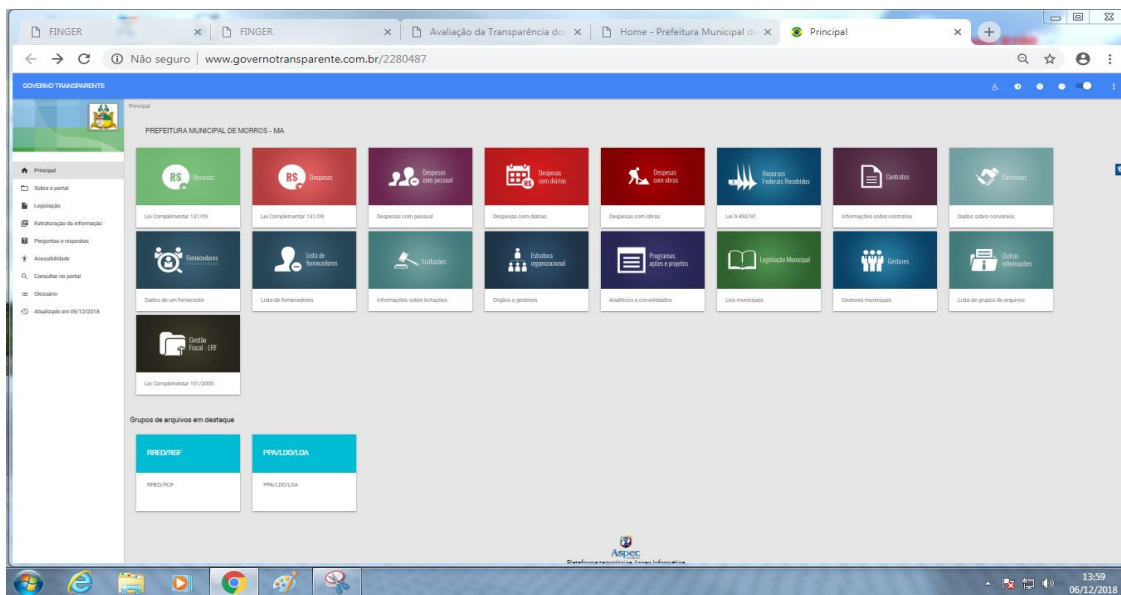 FINGER
FINGER
Avaliação da Transparência do
Home - Prefeitura Municipal d
Principal
Não seguro | www.governotransparente.com.br/2280487
GOVERNO TRANSPARENTE
Principal
PREFEITURA MUNICIPAL DE MORROS - MA
Principal
Sobre o portal
Legislação
Estruturação da informação
Perguntas e respostas
Acessibilidade
Consultar no portal
Glossário
Atualizado em 05/12/2018
R$ Receitas
Lei Complementar 131/09
R$ Despesas
Lei Complementar 131/09
Despesas
com pessoal
Despesas com pessoal
Despesas
com diárias
Despesas com diárias
Despesas
com obras
Despesas com obras
Recursos
Federais Recebidos
Lei 9.452/97
Contratos
Informações sobre contratos
Convênios
Dados sobre convênios
Fornecedores
Dados de um fornecedor
Lista de
fornecedores
Lista de fornecedores
Licitações
Informações sobre licitações
Estrutura
organizacional
Orgãos e gestores
Programas,
ações e projetos
Analíticos e consolidados
Legislação Municipal
Leis municipais
Gestores
Gestores municipais
Outras
informações
Lista de grupos de arquivos
Gestão
Fiscal - LRF
Lei Complementar 101/2000
Grupos de arquivos em destaque
RREO/RGF
RREO/RGF
PPA/LDO/LOA
PPA/LDO/LOA
Aspec
Plataforma tecnológica Aspec Informática
13:59
06/12/2018